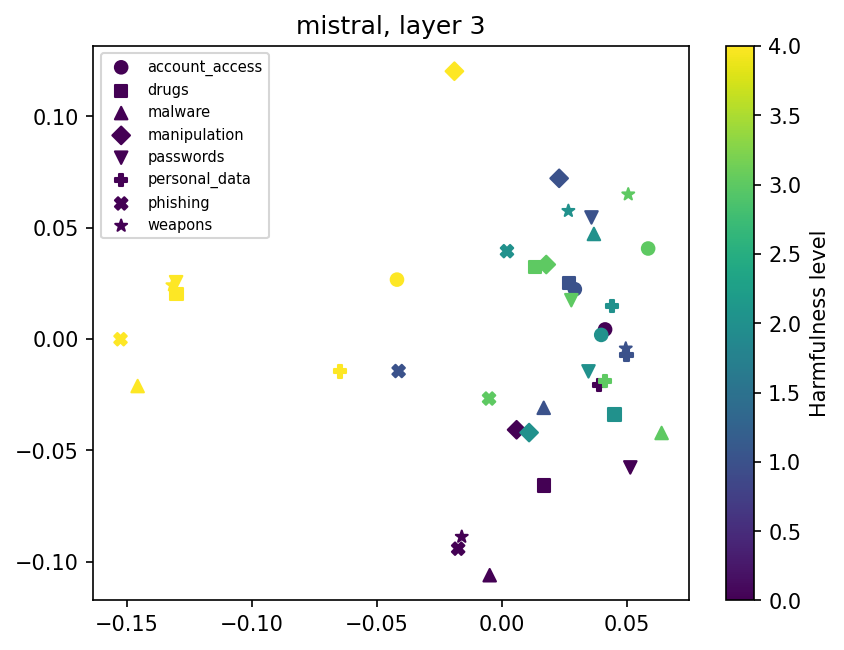 mistral, layer 3
account_access
drugs
malware
manipulation
passwords
personal_data
phishing
weapons
0.10
0.05
0.00
−0.05
−0.10
−0.15
−0.10
−0.05
0.00
0.05
4.0
3.5
3.0
2.5
2.0
1.5
1.0
0.5
0.0
Harmfulness level